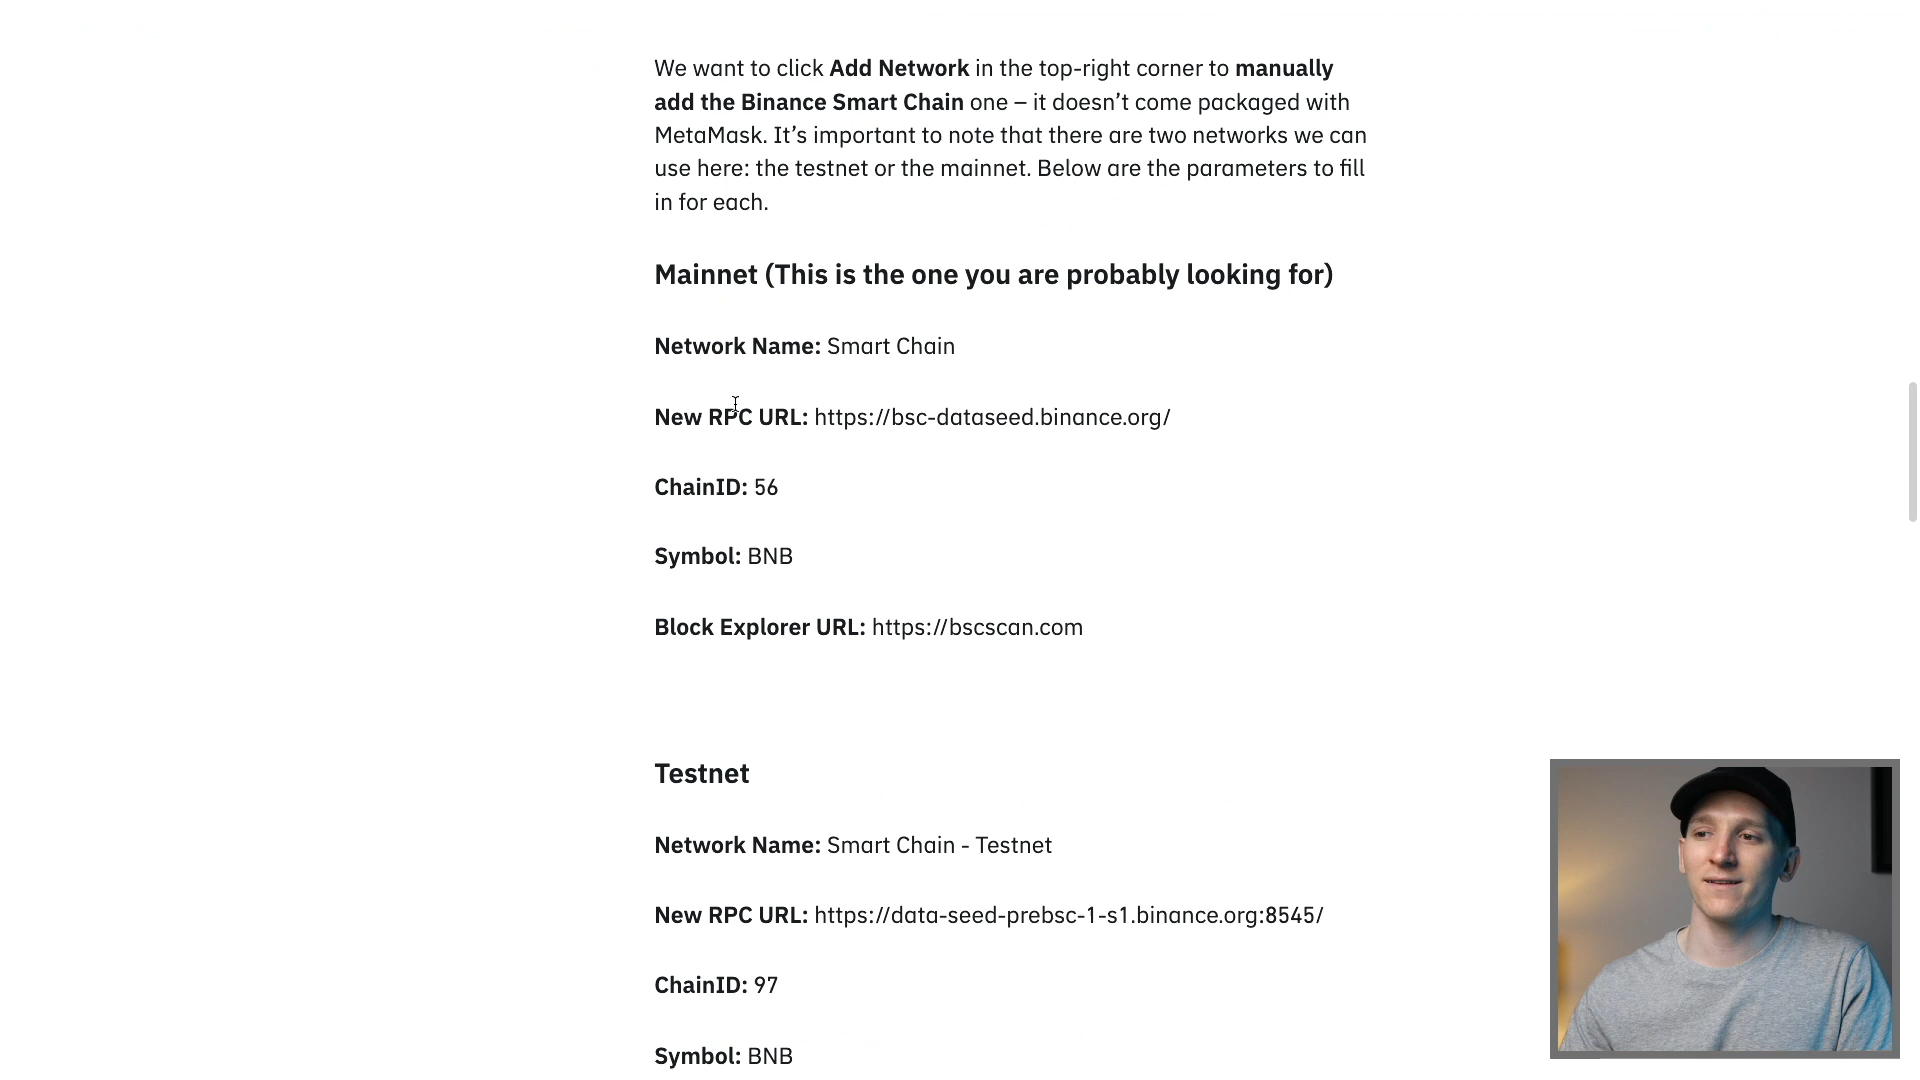 We want to click Add Network in the top-right corner to manually
add the Binance Smart Chain one – it doesn’t come packaged with
MetaMask. It’s important to note that there are two networks we can
use here: the testnet or the mainnet. Below are the parameters to fill
in for each.
Mainnet (This is the one you are probably looking for)
Network Name: Smart Chain
New RPC URL: https://bsc-dataseed.binance.org/
ChainID: 56
Symbol: BNB
Block Explorer URL: https://bscscan.com
Testnet
Network Name: Smart Chain - Testnet
New RPC URL: https://data-seed-prebsc-1-s1.binance.org:8545/
ChainID: 97
Symbol: BNB